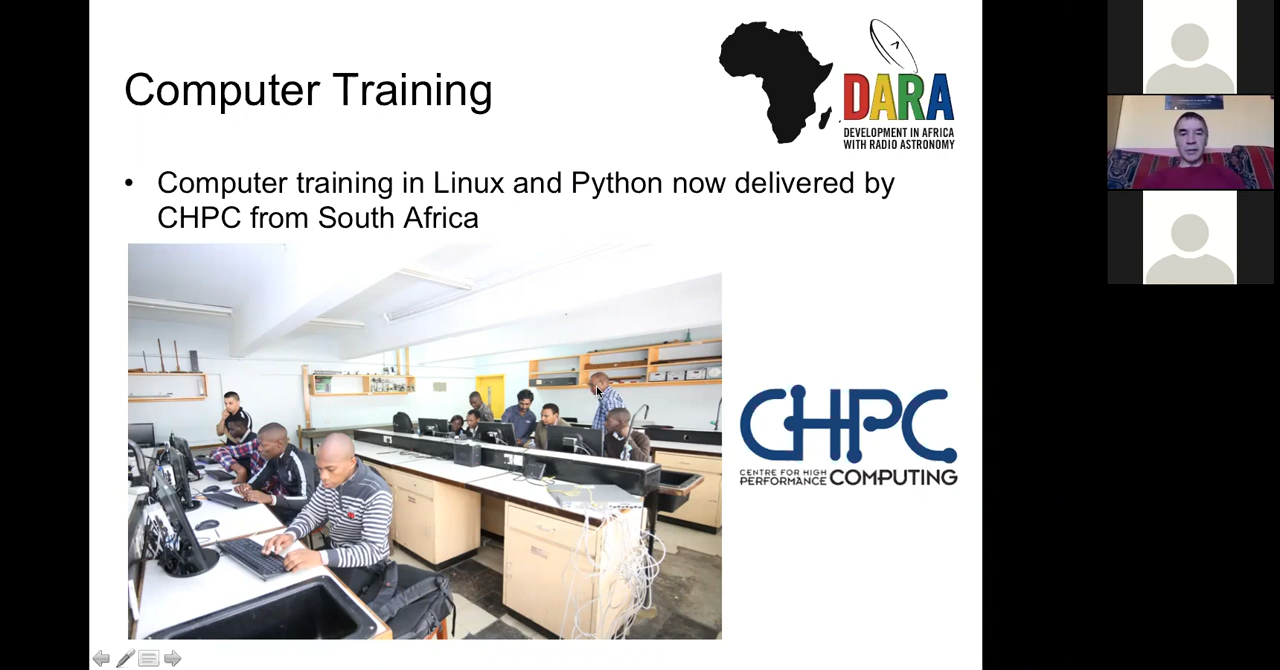 Computer Training
DARA
DEVELOPMENT IN AFRICA
WITH RADIO ASTRONOMY
• Computer training in Linux and Python now delivered by
CHPC from South Africa
CHPC
CENTRE FOR HIGH
PERFORMANCE COMPUTING